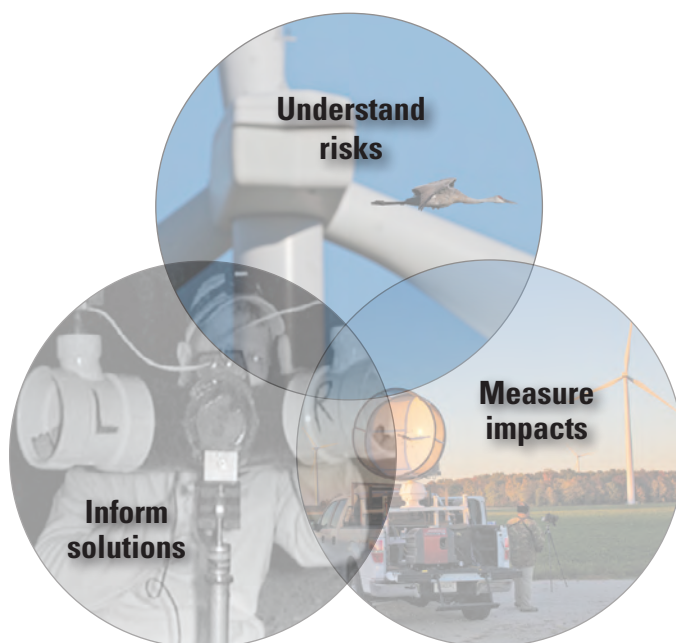 Understand
risks
Measure
impacts
Inform
solutions